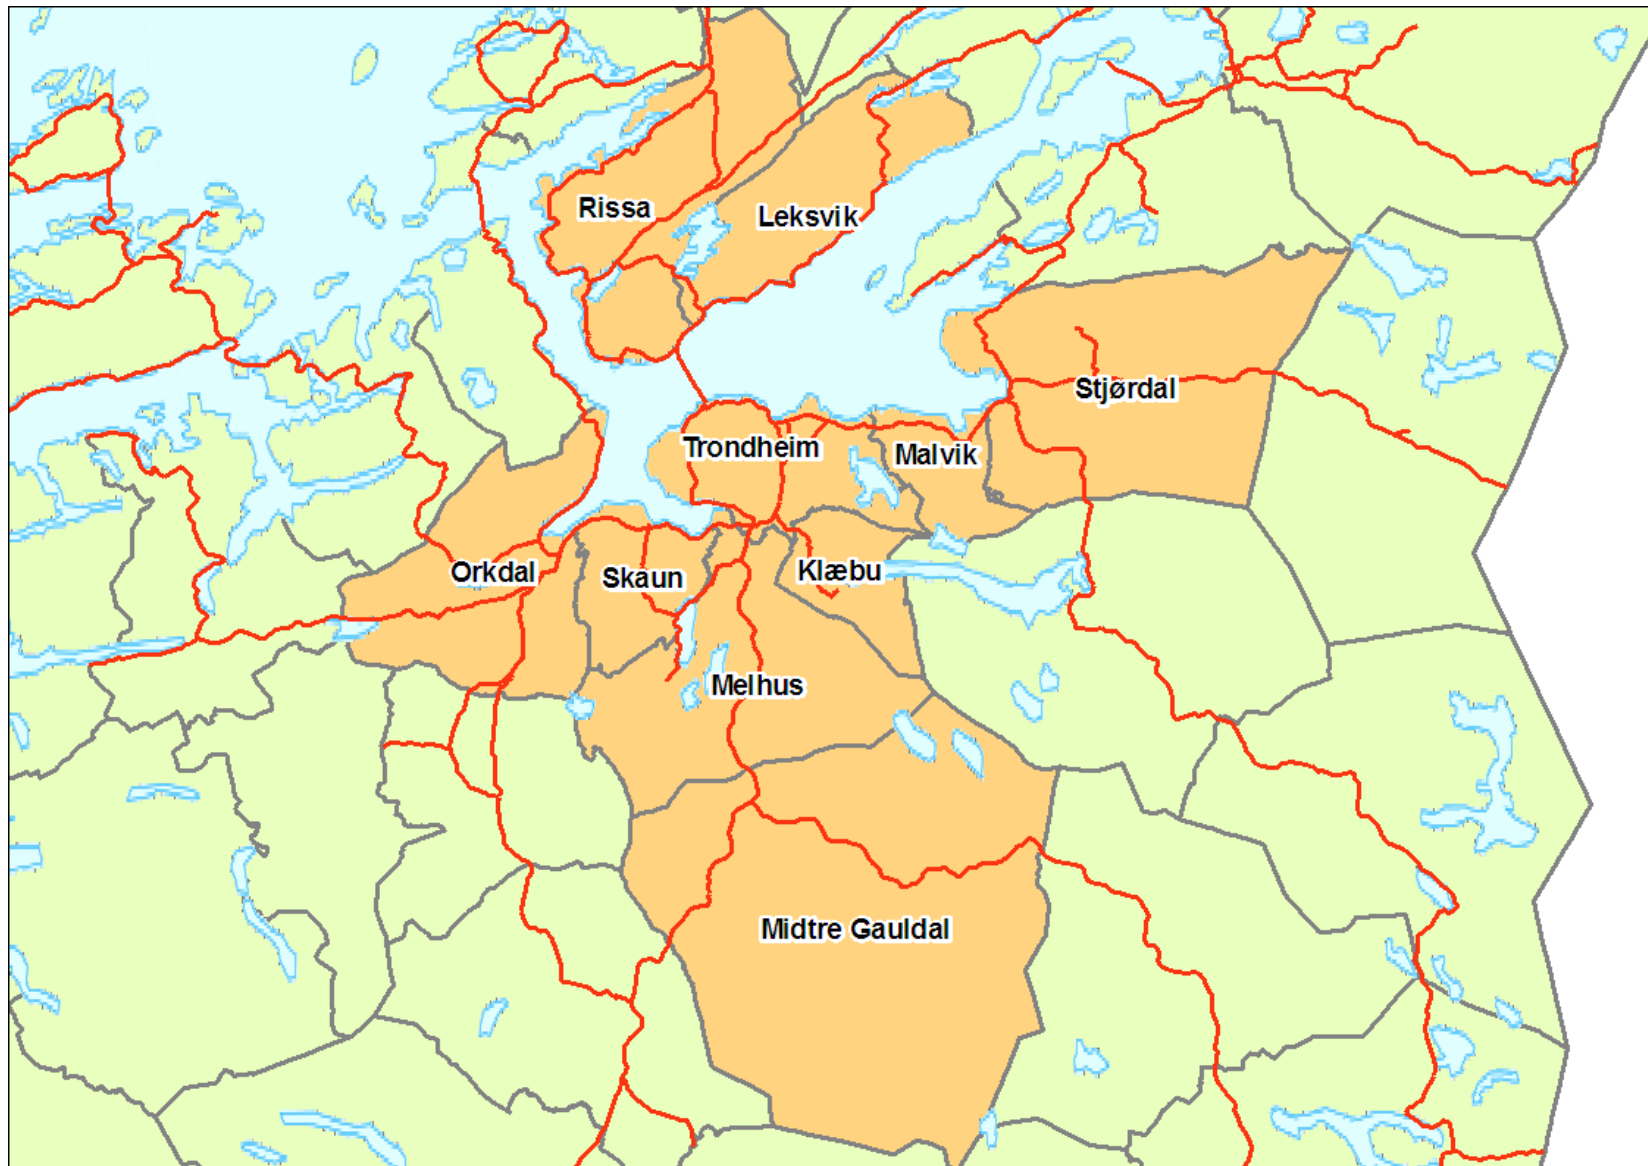 Rissa
Leksvik
Stjørdal
Trondheim
Malvik
Orkdal
Skaun
Klæbu
Melhus
Midtre Gauldal